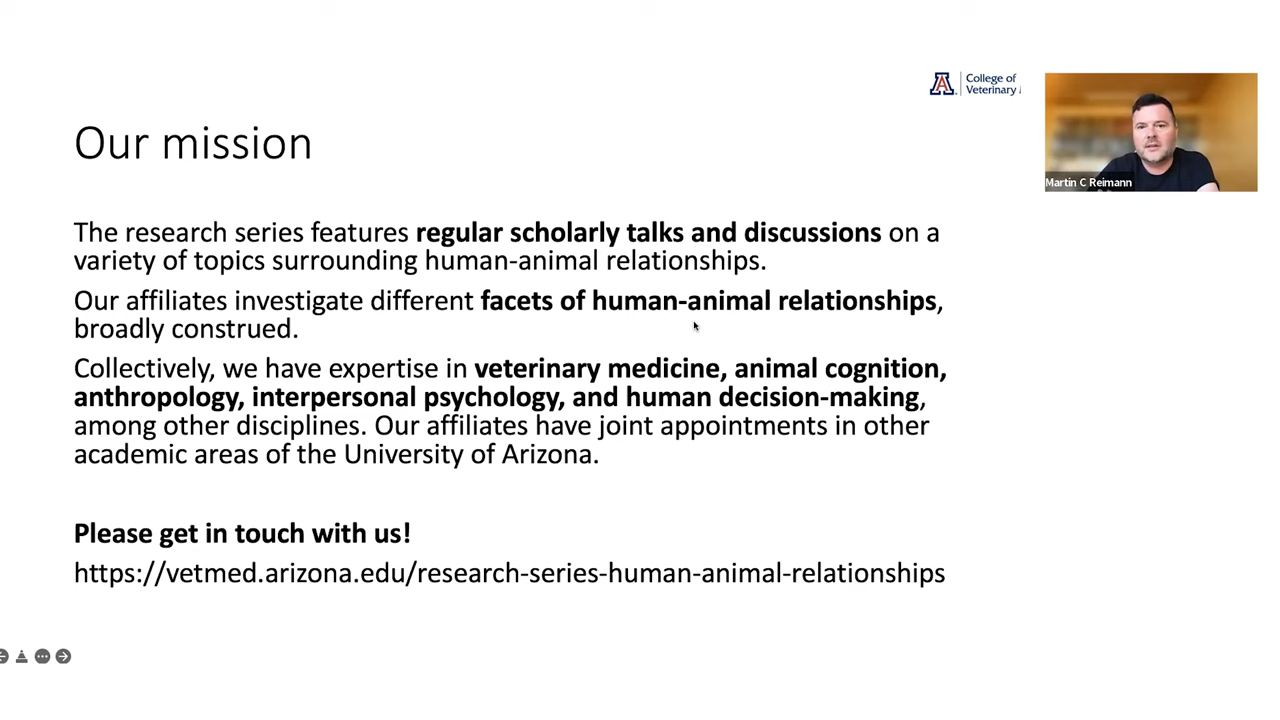 College of
Veterinary
Martin C Reimann
Our mission
The research series features regular scholarly talks and discussions on a
variety of topics surrounding human-animal relationships.
Our affiliates investigate different facets of human-animal relationships,
broadly construed.
Collectively, we have expertise in veterinary medicine, animal cognition,
anthropology, interpersonal psychology, and human decision-making,
among other disciplines. Our affiliates have joint appointments in other
academic areas of the University of Arizona.
Please get in touch with us!
https://vetmed.arizona.edu/research-series-human-animal-relationships